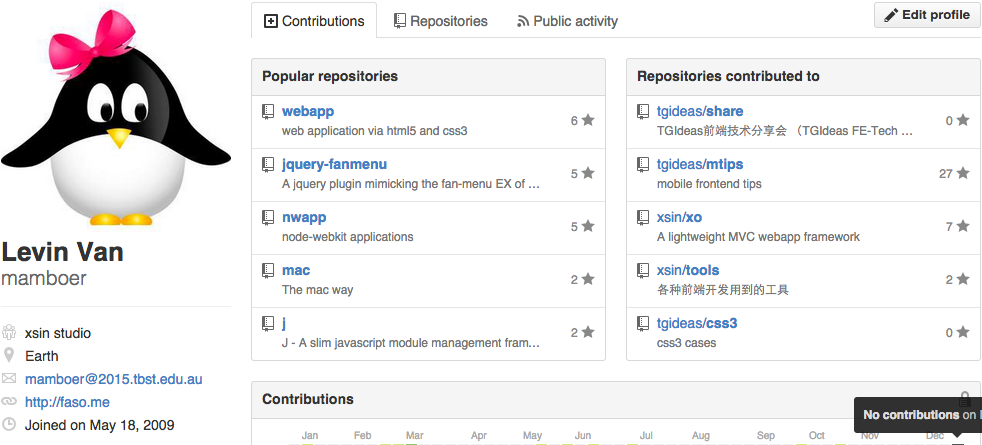 Contributions
Repositories
Public activity
Edit profile
Popular repositories
webapp
web application via html5 and css3
6
jquery-fanmenu
A jquery plugin mimicking the fan-menu EX of …
5
nwapp
node-webkit applications
5
mac
The mac way
2
j
J - A slim javascript module management fram…
2
Repositories contributed to
tgideas/share
TGIdeas前端技术分享会 （TGIdeas FE-Tech …
0
tgideas/mtips
mobile frontend tips
27
xsin/xo
A lightweight MVC webapp framework
7
xsin/tools
各种前端开发用到的工具
2
tgideas/css3
css3 cases
0
Levin Van
mamboer
xsin studio
Earth
mamboer@2015.tbst.edu.au
http://faso.me
Joined on May 18, 2009
Contributions
No contributions on
Jan Feb Mar Apr May Jun Jul Aug Sep Oct Nov Dec